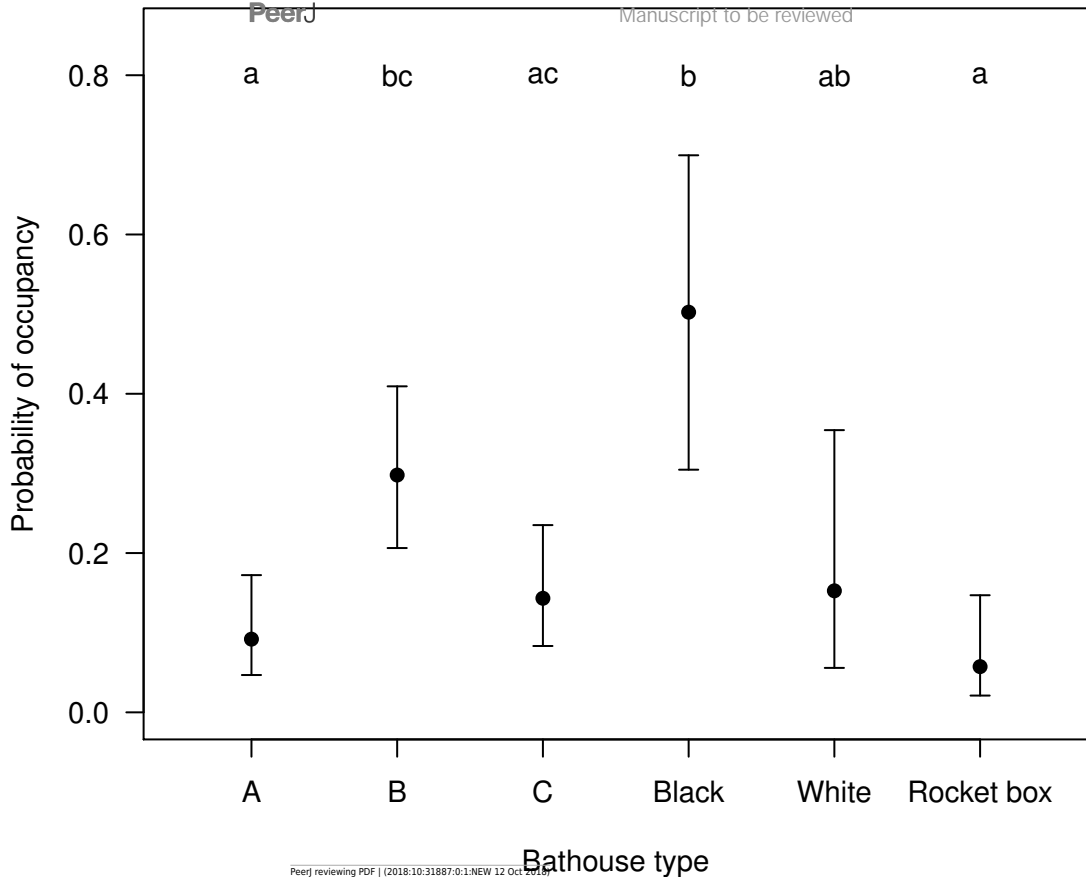 PeerJ Manuscript to be reviewed
0.8 a bc ac b ab a
0.6
0.4
0.2
0.0
Probability of occupancy
A B C Black White Rocket box
Bathouse type
PeerJ reviewing PDF | (2018:10:31887:0:1:NEW 12 Oct 2018)